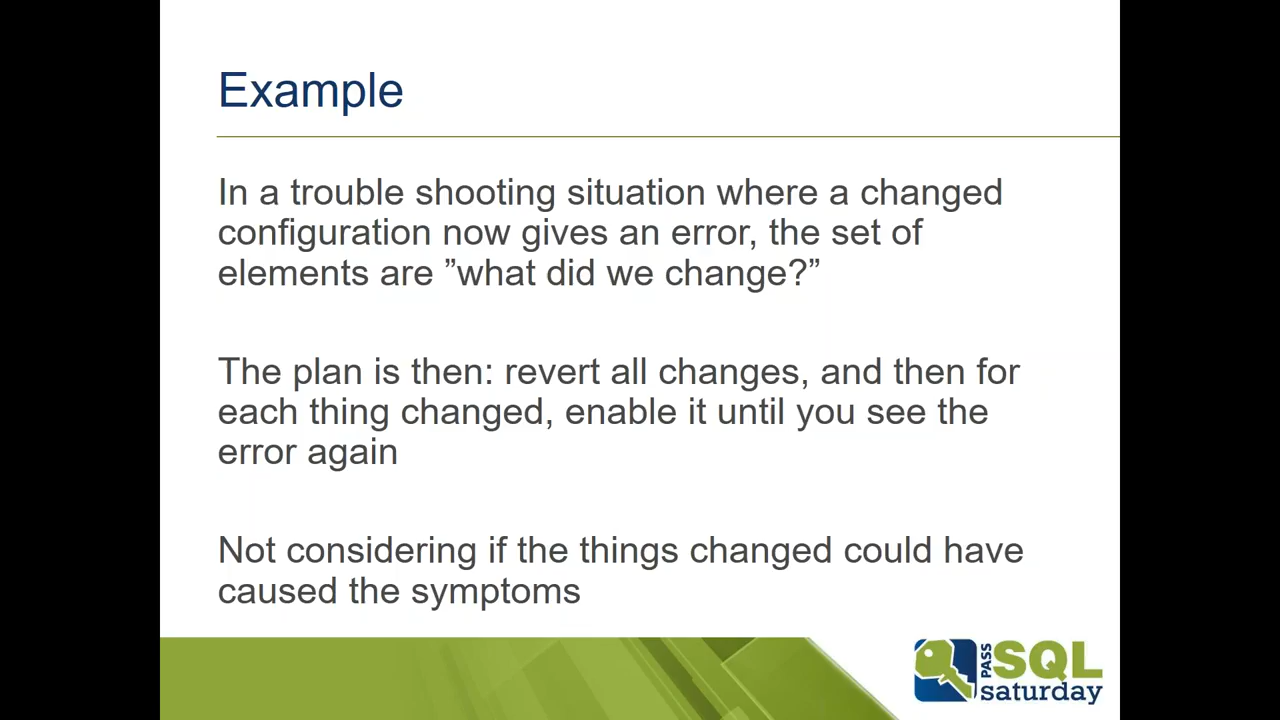 Example
In a trouble shooting situation where a changed
configuration now gives an error, the set of
elements are ”what did we change?”
The plan is then: revert all changes, and then for
each thing changed, enable it until you see the
error again
Not considering if the things changed could have
caused the symptoms
PASS
SQL
saturday